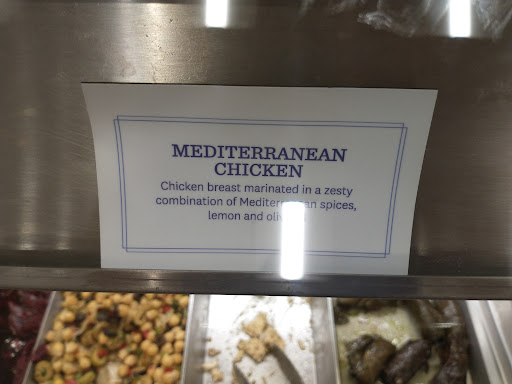 MEDITERRANEAN
CHICKEN
Chicken breast marinated in a zesty
combination of spices,
lemon and